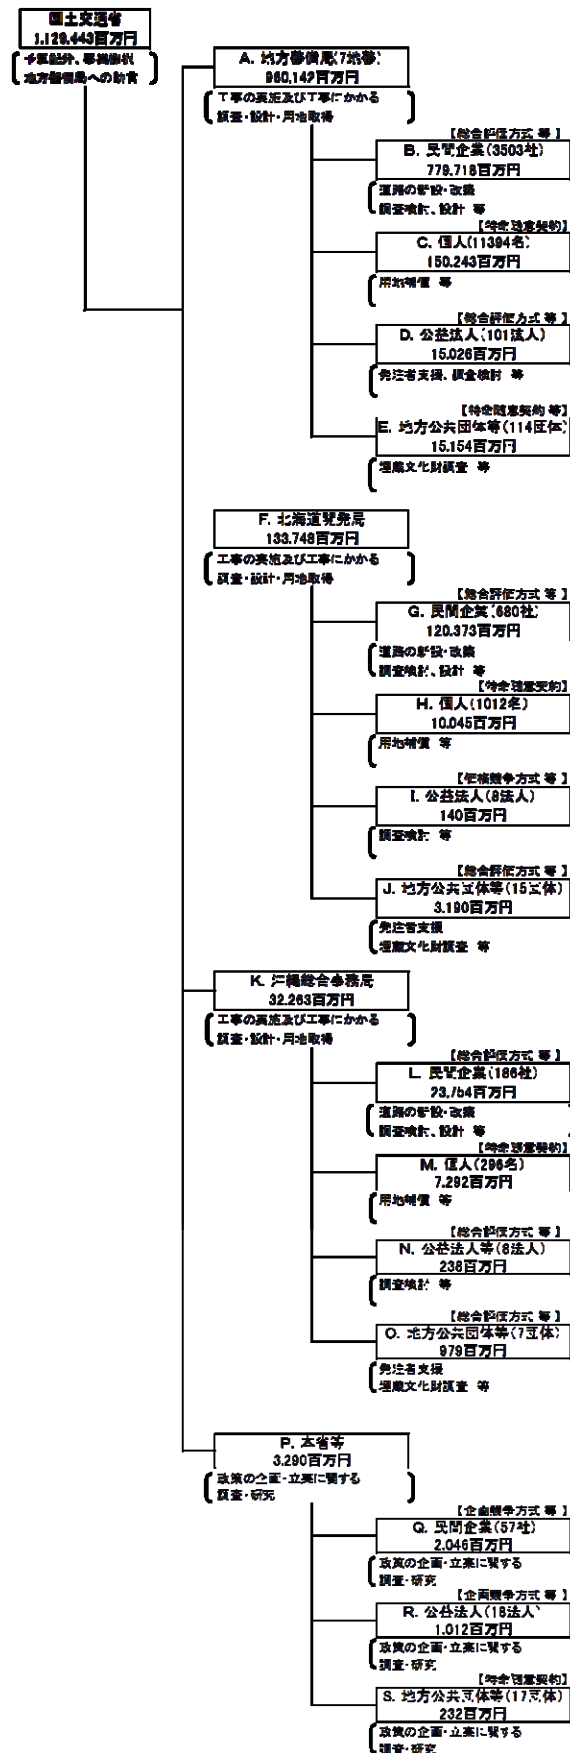 国土交通省
1,129,443百万円
予算配分、事業採択
地方整備局への助言
A. 地方整備局(7地整)
960,142百万円
工事の実施及び工事にかかる
調査・設計・用地取得
【総合評価方式 等 】
B. 民間企業(3503社)
779,718百万円
道路の新設・改築
調査検討、設計 等
【特命随意契約】
C. 個人(11394名)
150,243百万円
用地補償 等
【総合評価方式 等 】
D. 公益法人(101法人)
15,026百万円
発注者支援、調査検討 等
【特命随意契約 等】
E. 地方公共団体等(114団体)
15,154百万円
埋蔵文化財調査 等
F. 北海道開発局
133,748百万円
工事の実施及び工事にかかる
調査・設計・用地取得
【総合評価方式 等 】
G. 民間企業(680社)
120,373百万円
道路の新設・改築
調査検討、設計 等
【特命随意契約】
H. 個人(1012名)
10,045百万円
用地補償 等
【価格競争方式 等 】
I. 公益法人(8法人)
140百万円
調査検討 等
【総合評価方式 等 】
J. 地方公共団体等(15団体)
3,190百万円
発注者支援
埋蔵文化財調査 等
K. 沖縄総合事務局
32,263百万円
工事の実施及び工事にかかる
調査・設計・用地取得
【総合評価方式 等 】
L. 民間企業(186社)
23,754百万円
道路の新設・改築
調査検討、設計 等
【特命随意契約】
M. 個人(296名)
7,292百万円
用地補償 等
【総合評価方式 等 】
N. 公益法人等(8法人)
238百万円
調査検討 等
【総合評価方式 等 】
O. 地方公共団体等(7団体)
979百万円
発注者支援
埋蔵文化財調査 等
P. 本省等
3,290百万円
政策の企画・立案に関する
調査・研究
【企画競争方式 等 】
Q. 民間企業(57社)
2,046百万円
政策の企画・立案に関する
調査・研究
【企画競争方式 等 】
R. 公益法人(18法人)
1,012百万円
政策の企画・立案に関する
調査・研究
【特命随意契約】
S. 地方公共団体等(17団体)
232百万円
政策の企画・立案に関する
調査・研究